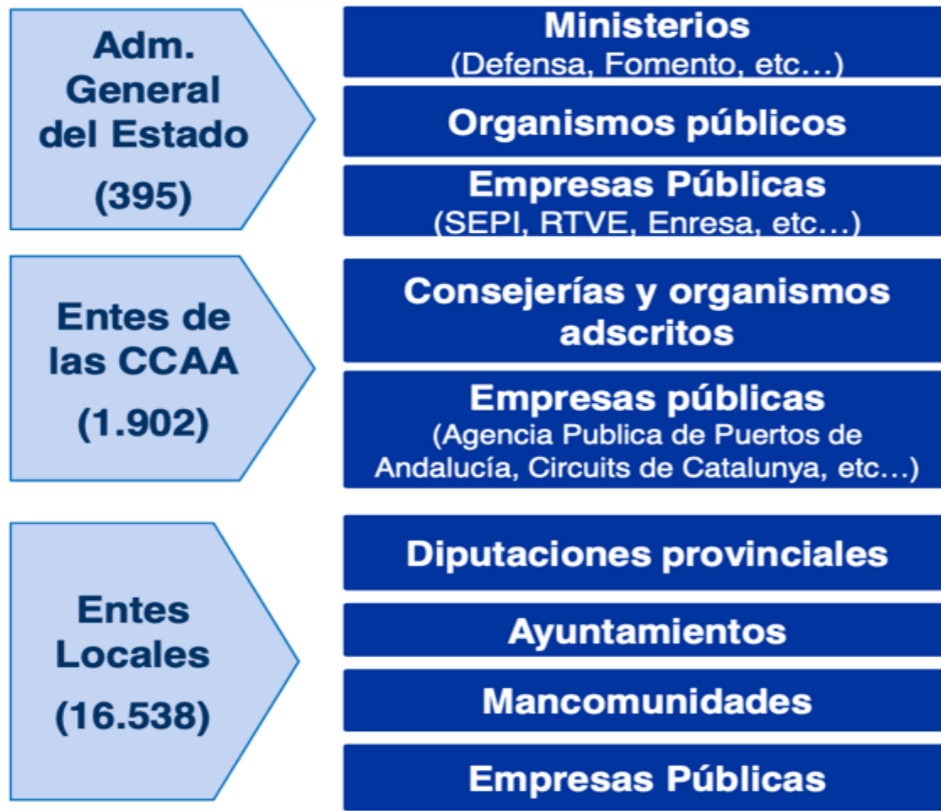 Adm.
General
del Estado
(395)
Ministerios
(Defensa, Fomento, etc…)
Organismos públicos
Empresas Públicas
(SEPI, RTVE, Enresa, etc…)
Entes de
las CCAA
(1.902)
Consejerías y organismos
adscritos
Empresas públicas
(Agencia Publica de Puertos de
Andalucía, Circuits de Catalunya, etc…)
Entes
Locales
(16.538)
Diputaciones provinciales
Ayuntamientos
Mancomunidades
Empresas Públicas